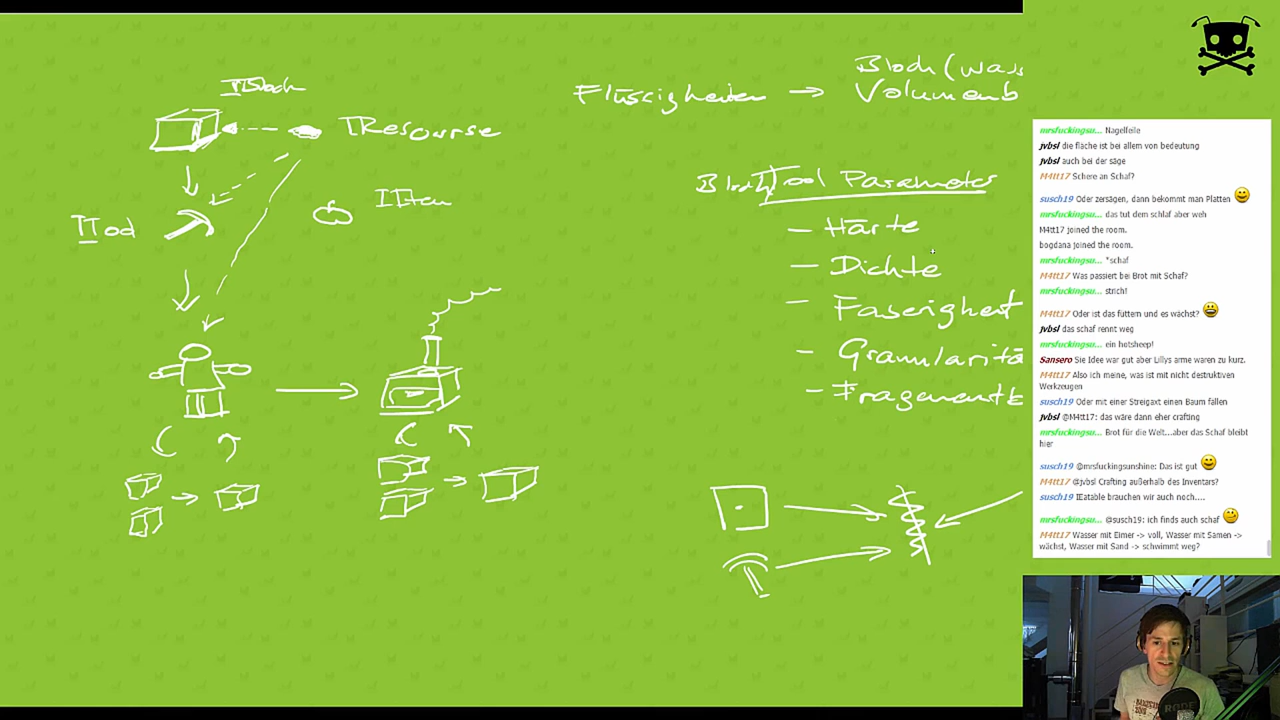 IBlock
IResourse
ITool
IItem
Flüssigkeiten → Block (wass
Volumenb
Block/Tool Parameter
– Härte
– Dichte
– Faserigkeit
– Granularitä
– Fragmentt
mrsfuckingsu... Nagelfeile
jvbsl die fläche ist bei allem von bedeutung
jvbsl auch bei der säge
M4tt17 Schere an Schaf?
susch19 Oder zersägen, dann bekommt man Platten
mrsfuckingsu... das tut dem schlaf aber weh
M4tt17 joined the room.
bogdana joined the room.
mrsfuckingsu... *schaf
M4tt17 Was passiert bei Brot mit Schaf?
mrsfuckingsu... strich!
M4tt17 Oder ist das füttern und es wächst?
jvbsl das schaf rennt weg
mrsfuckingsu... ein hotsheep!
Sansero Sie Idee war gut aber Lillys arme waren zu kurz.
M4tt17 Also ich meine, was ist mit nicht destruktiven
Werkzeugen
susch19 Oder mit einer Streigaxt einen Baum fällen
jvbsl @M4tt17: das wäre dann eher crafting
mrsfuckingsu... Brot für die Welt...aber das Schaf bleibt
hier
susch19 @mrsfuckingsunshine: Das ist gut
M4tt17 @jvbsl Crafting außerhalb des Inventars?
susch19 IEatable brauchen wir auch noch....
mrsfuckingsu... @susch19: ich finds auch schaf
M4tt17 Wasser mit Eimer -> voll, Wasser mit Samen ->
wächst, Wasser mit Sand -> schwimmt weg?
RODE